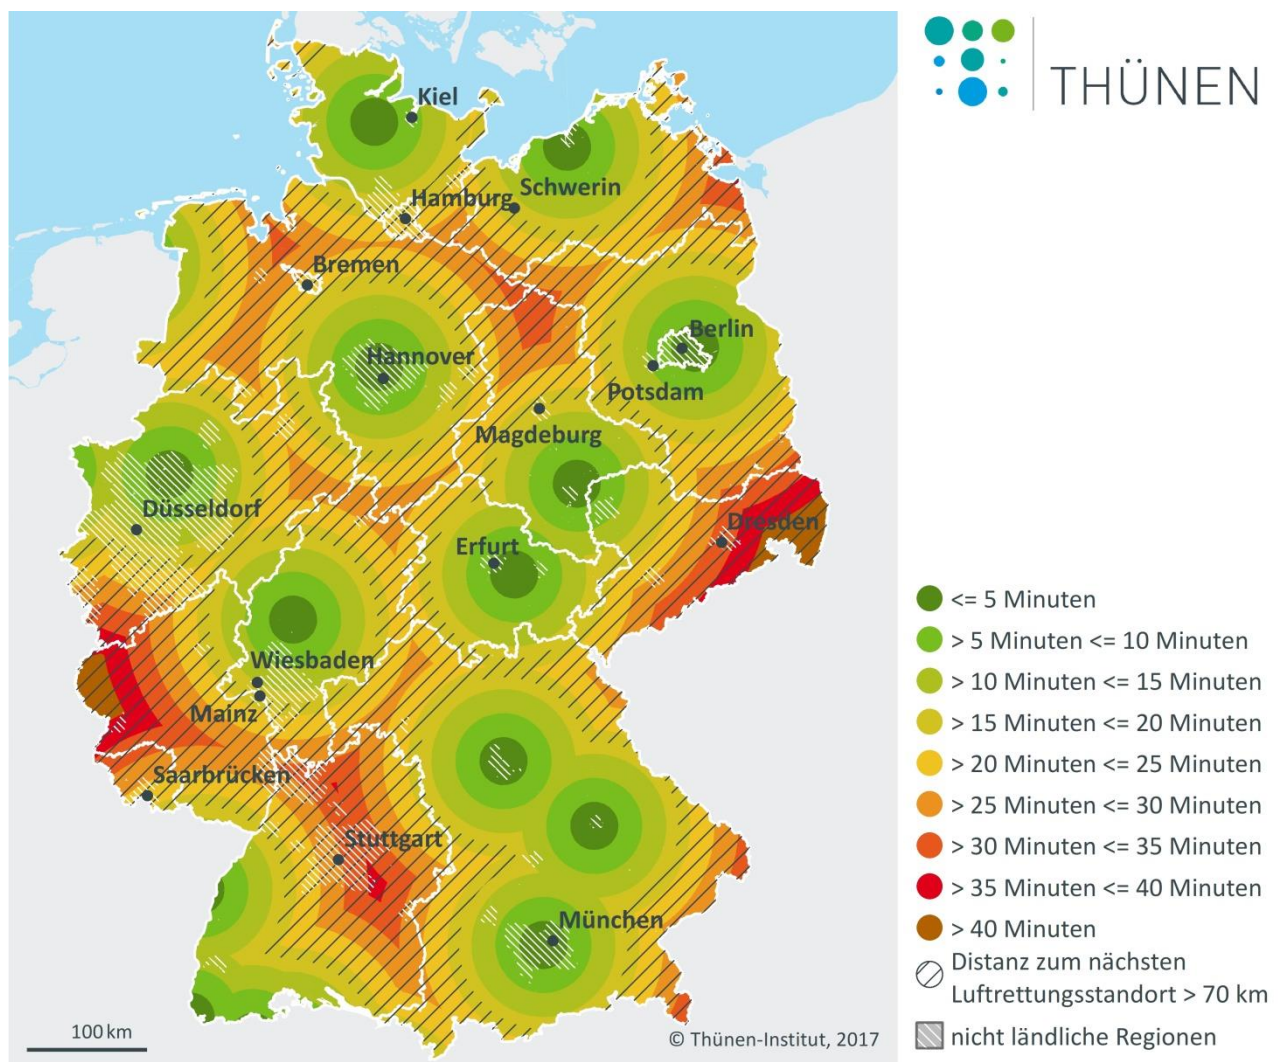 THÜNEN
Kiel
Schwerin
Hamburg
Bremen
Berlin
Hannover
Potsdam
Magdeburg
Düsseldorf
Dresden
Erfurt
Wiesbaden
Mainz
Saarbrücken
Stuttgart
München
100 km
© Thünen-Institut, 2017
<= 5 Minuten
> 5 Minuten <= 10 Minuten
> 10 Minuten <= 15 Minuten
> 15 Minuten <= 20 Minuten
> 20 Minuten <= 25 Minuten
> 25 Minuten <= 30 Minuten
> 30 Minuten <= 35 Minuten
> 35 Minuten <= 40 Minuten
> 40 Minuten
Distanz zum nächsten
Luftrettungsstandort > 70 km
nicht ländliche Regionen